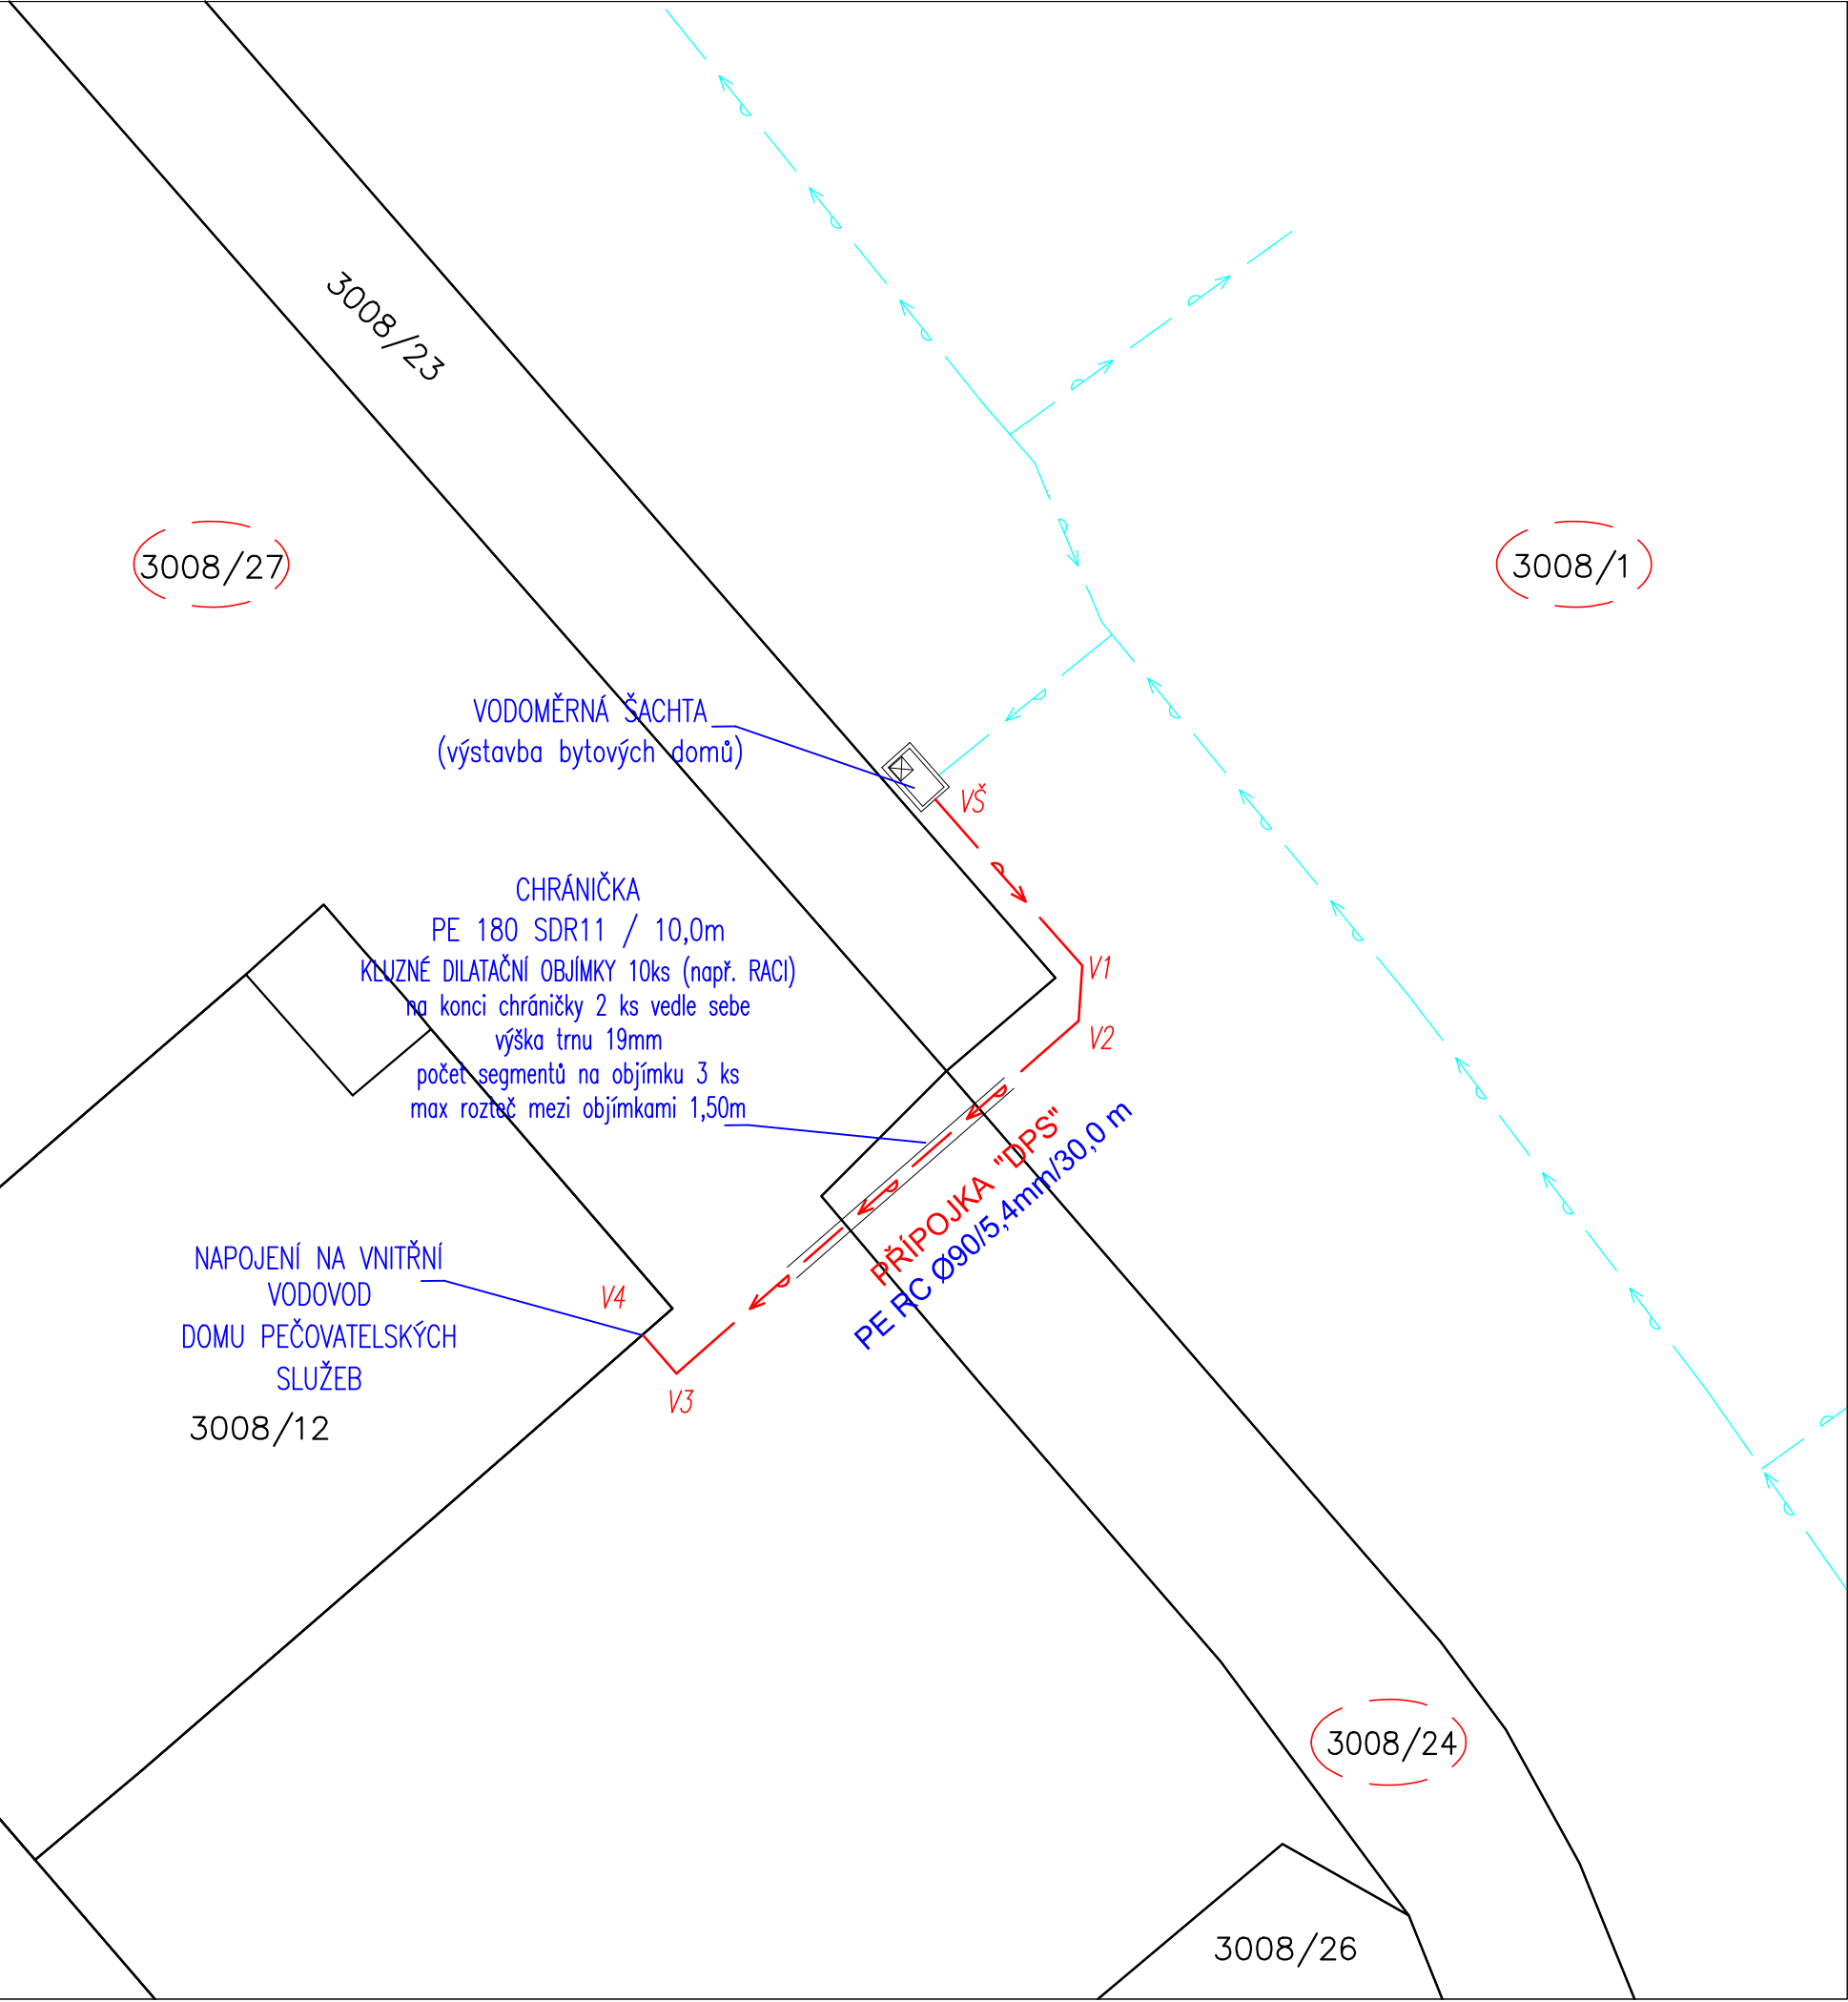 3008/23
3008/27
3008/1
VODOMĚRNÁ ŠACHTA
(výstavba bytových domů)
VŠ
CHRÁNIČKA
PE 180 SDR11 / 10,0m
KLUZNÉ DILATAČNÍ OBJÍMKY 10ks (např. RACI)
na konci chráničky 2 ks vedle sebe
výška trnu 19mm
počet segmentů na objímku 3 ks
max rozteč mezi objímkami 1,50m
V1
V2
PŘÍPOJKA "DPS"
PE RC Ø90/5,4mm/30,0 m
NAPOJENÍ NA VNITŘNÍ
VODOVOD
DOMU PEČOVATELSKÝCH
SLUŽEB
V4
V3
3008/12
3008/24
3008/26